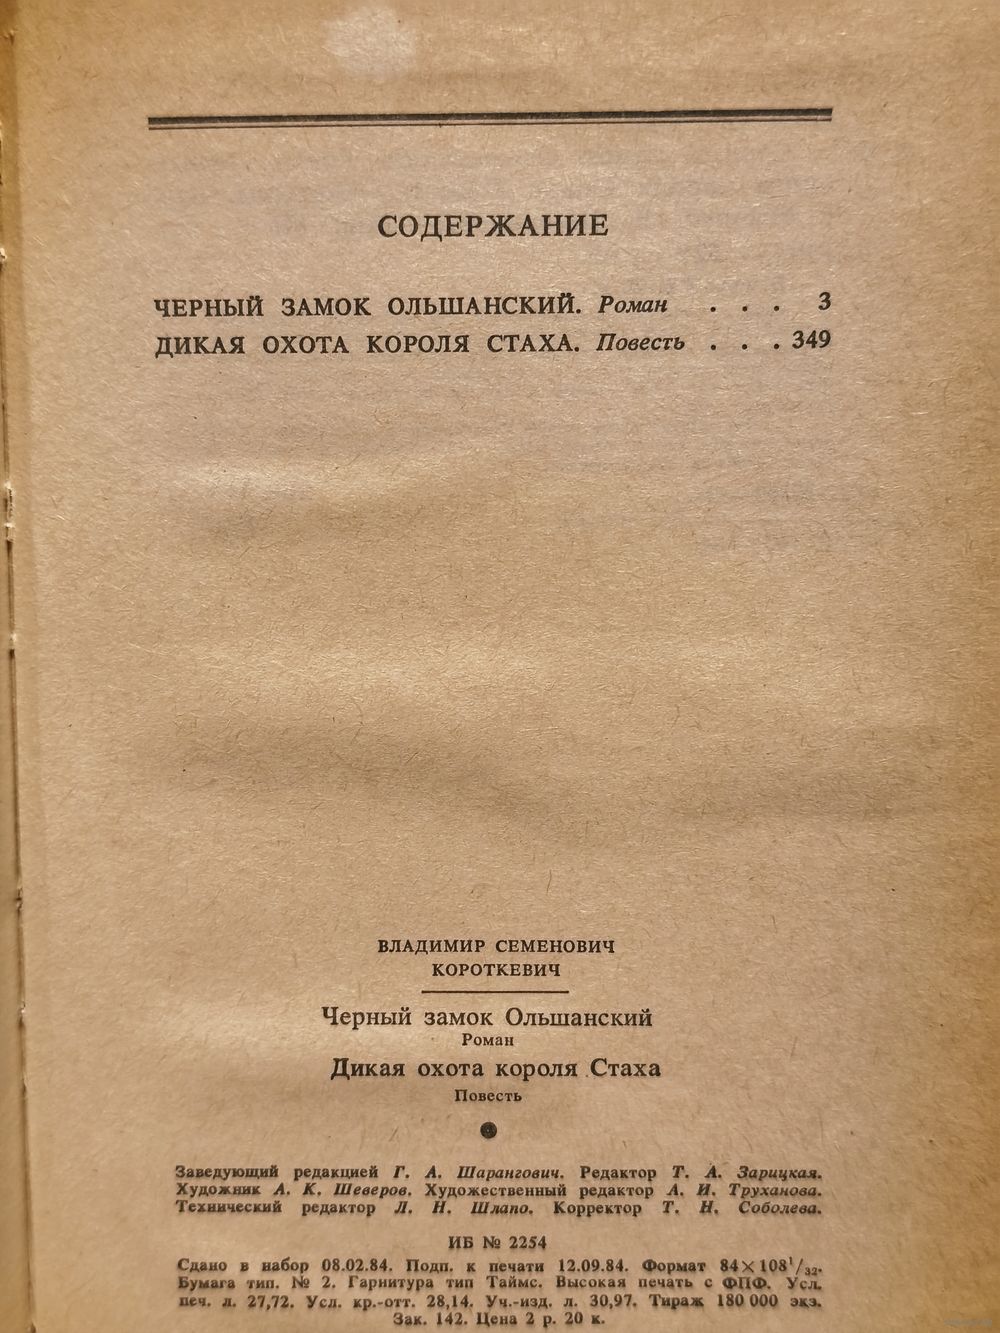 СОДЕРЖАНИЕ
ЧЕРНЫЙ ЗАМОК ОЛЬШАНСКИЙ. Роман . . . 3
ДИКАЯ ОХОТА КОРОЛЯ СТАХА. Повесть . . . 349
ВЛАДИМИР СЕМЕНОВИЧ
КОРОТКЕВИЧ
Черный замок Ольшанский
Роман
Дикая охота короля Стаха
Повесть
Заведующий редакцией Г. А. Шарангович. Редактор Т. А. Зарицкая.
Художник А. К. Шеверов. Художественный редактор А. И. Труханова.
Технический редактор Л. Н. Шлапо. Корректор Т. Н. Соболева.
ИБ № 2254
Сдано в набор 08.02.84. Подп. к печати 12.09.84. Формат 84×108¹/₃₂.
Бумага тип. № 2. Гарнитура тип Таймс. Высокая печать с ФПФ. Усл.
печ. л. 27,72. Усл. кр.-отт. 28,14. Уч.-изд. л. 30,97. Тираж 180 000 экз.
Зак. 142. Цена 2 р. 20 к.